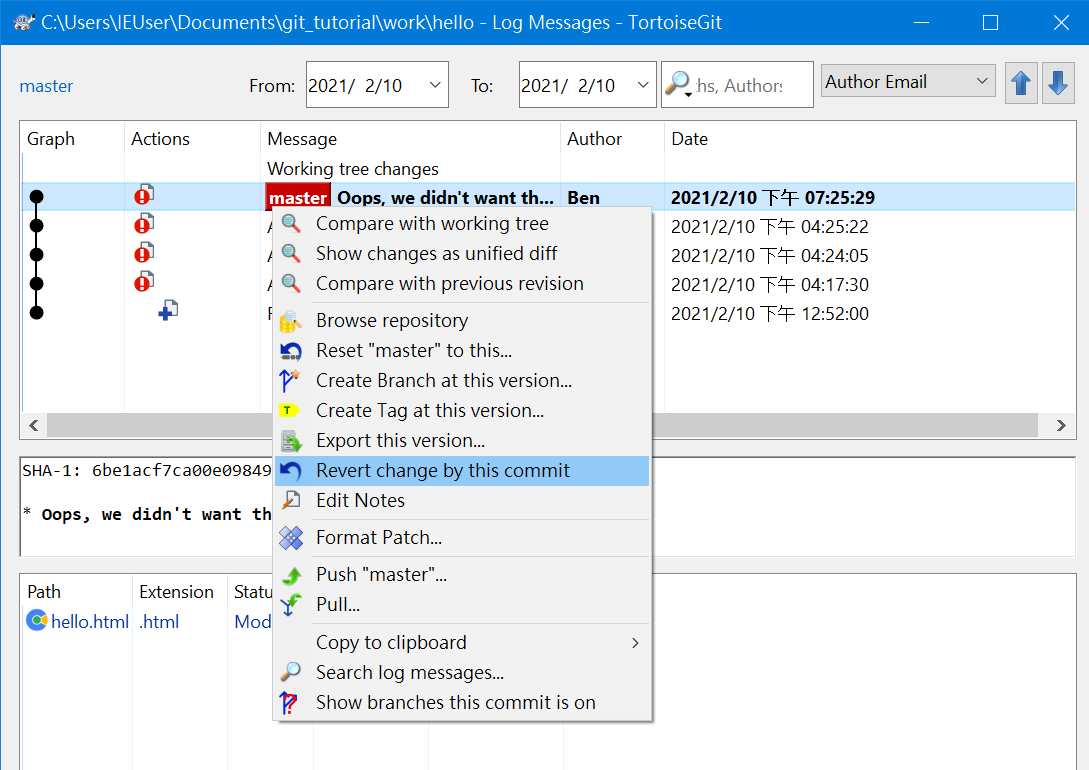 C:\Users\IEUser\Documents\git_tutorial\work\hello - Log Messages - TortoiseGit
master From: 2021/ 2/10 To: 2021/ 2/10 hs, Authors Author Email
Graph Actions Message Author Date
Working tree changes
master Oops, we didn't want th... Ben 2021/2/10 下午 07:25:29
2021/2/10 下午 04:25:22
2021/2/10 下午 04:24:05
2021/2/10 下午 04:17:30
2021/2/10 下午 12:52:00
Compare with working tree
Show changes as unified diff
Compare with previous revision
Browse repository
Reset "master" to this...
Create Branch at this version...
Create Tag at this version...
Export this version...
Revert change by this commit
Edit Notes
Format Patch...
Push "master"...
Pull...
Copy to clipboard
Search log messages...
Show branches this commit is on
SHA-1: 6be1acf7ca00e09849
* Oops, we didn't want th
Path Extension Statu
hello.html .html Mod